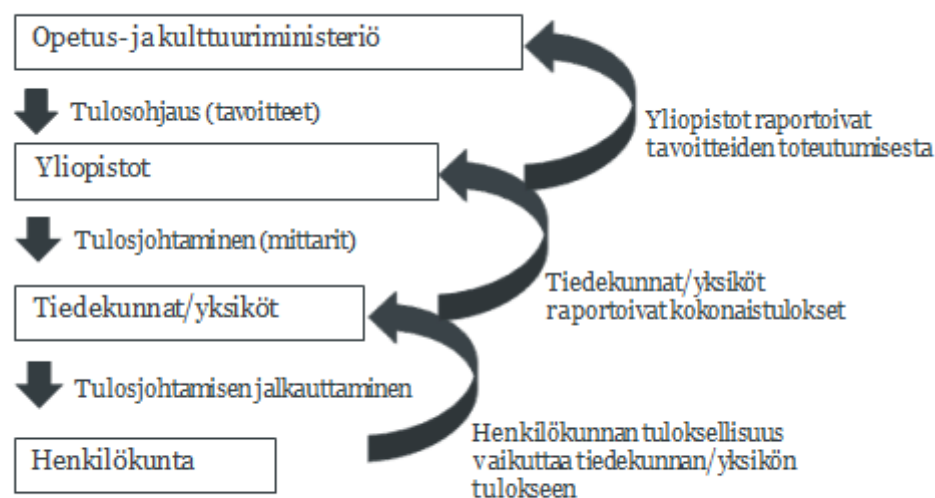 Opetus- ja kulttuuriministeriö
Tulosohjaus (tavoitteet)
Yliopistot raportoivat
tavoitteiden toteutumisesta
Yliopistot
Tulosjohtaminen (mittarit)
Tiedekunnat/yksiköt
raportoivat kokonaistulokset
Tiedekunnat/yksiköt
Tulosjohtamisen jalkauttaminen
Henkilökunnan tuloksellisuus
vaikuttaa tiedekunnan/yksikön
tulokseen
Henkilökunta